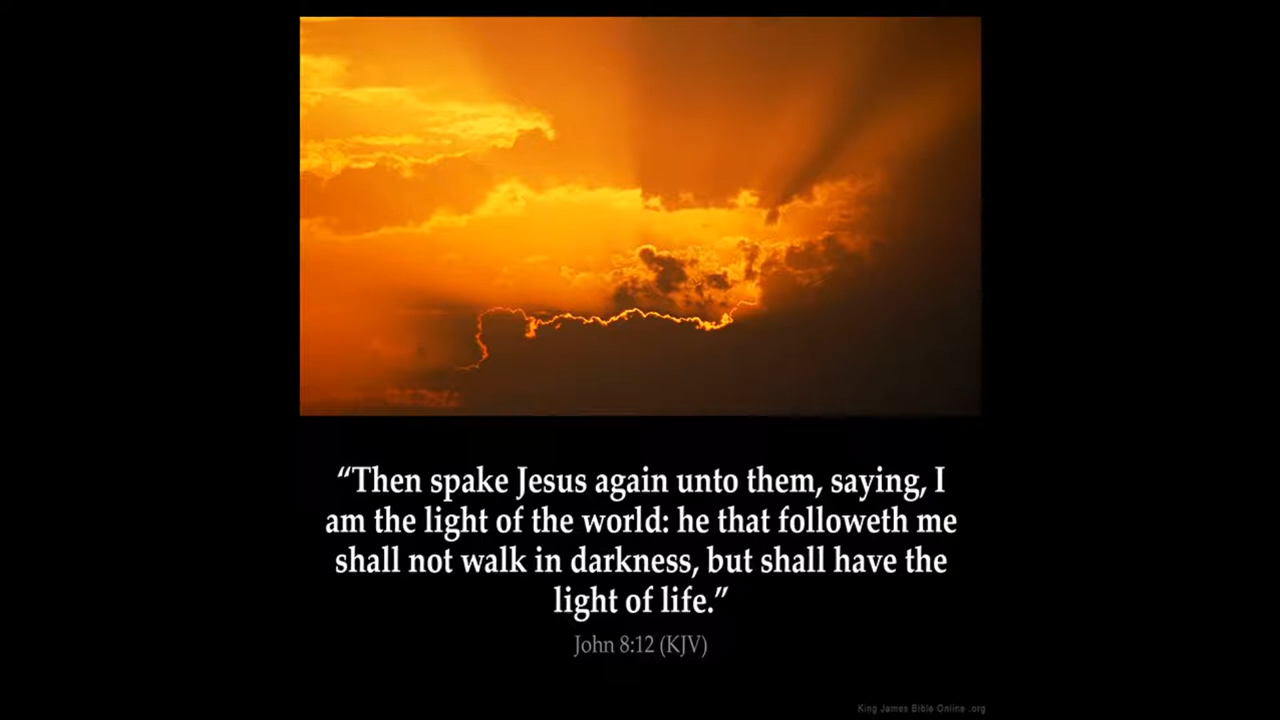 “Then spake Jesus again unto them, saying, I
am the light of the world: he that followeth me
shall not walk in darkness, but shall have the
light of life.”
John 8:12 (KJV)
King James Bible Online .org